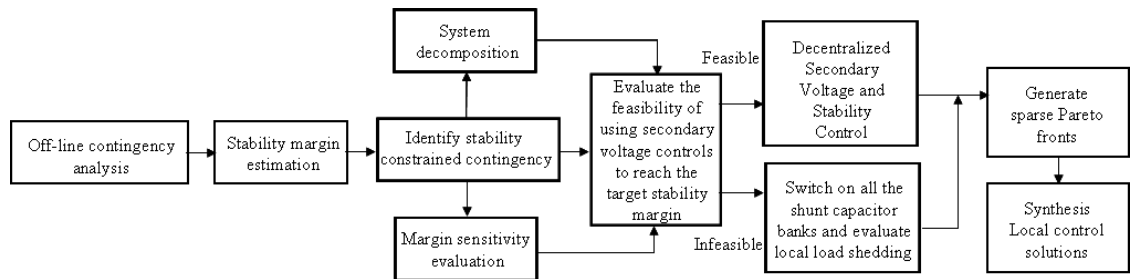 Off-line contingency
analysis
Stability margin
estimation
System
decomposition
Identify stability
constrained contingency
Margin sensitivity
evaluation
Evaluate the
feasibility of
using secondary
voltage controls
to reach the
target stability
margin
Feasible
Infeasible
Decentralized
Secondary
Voltage and
Stability
Control
Switch on all the
shunt capacitor
banks and evaluate
local load shedding
Generate
sparse Pareto
fronts
Synthesis
Local control
solutions